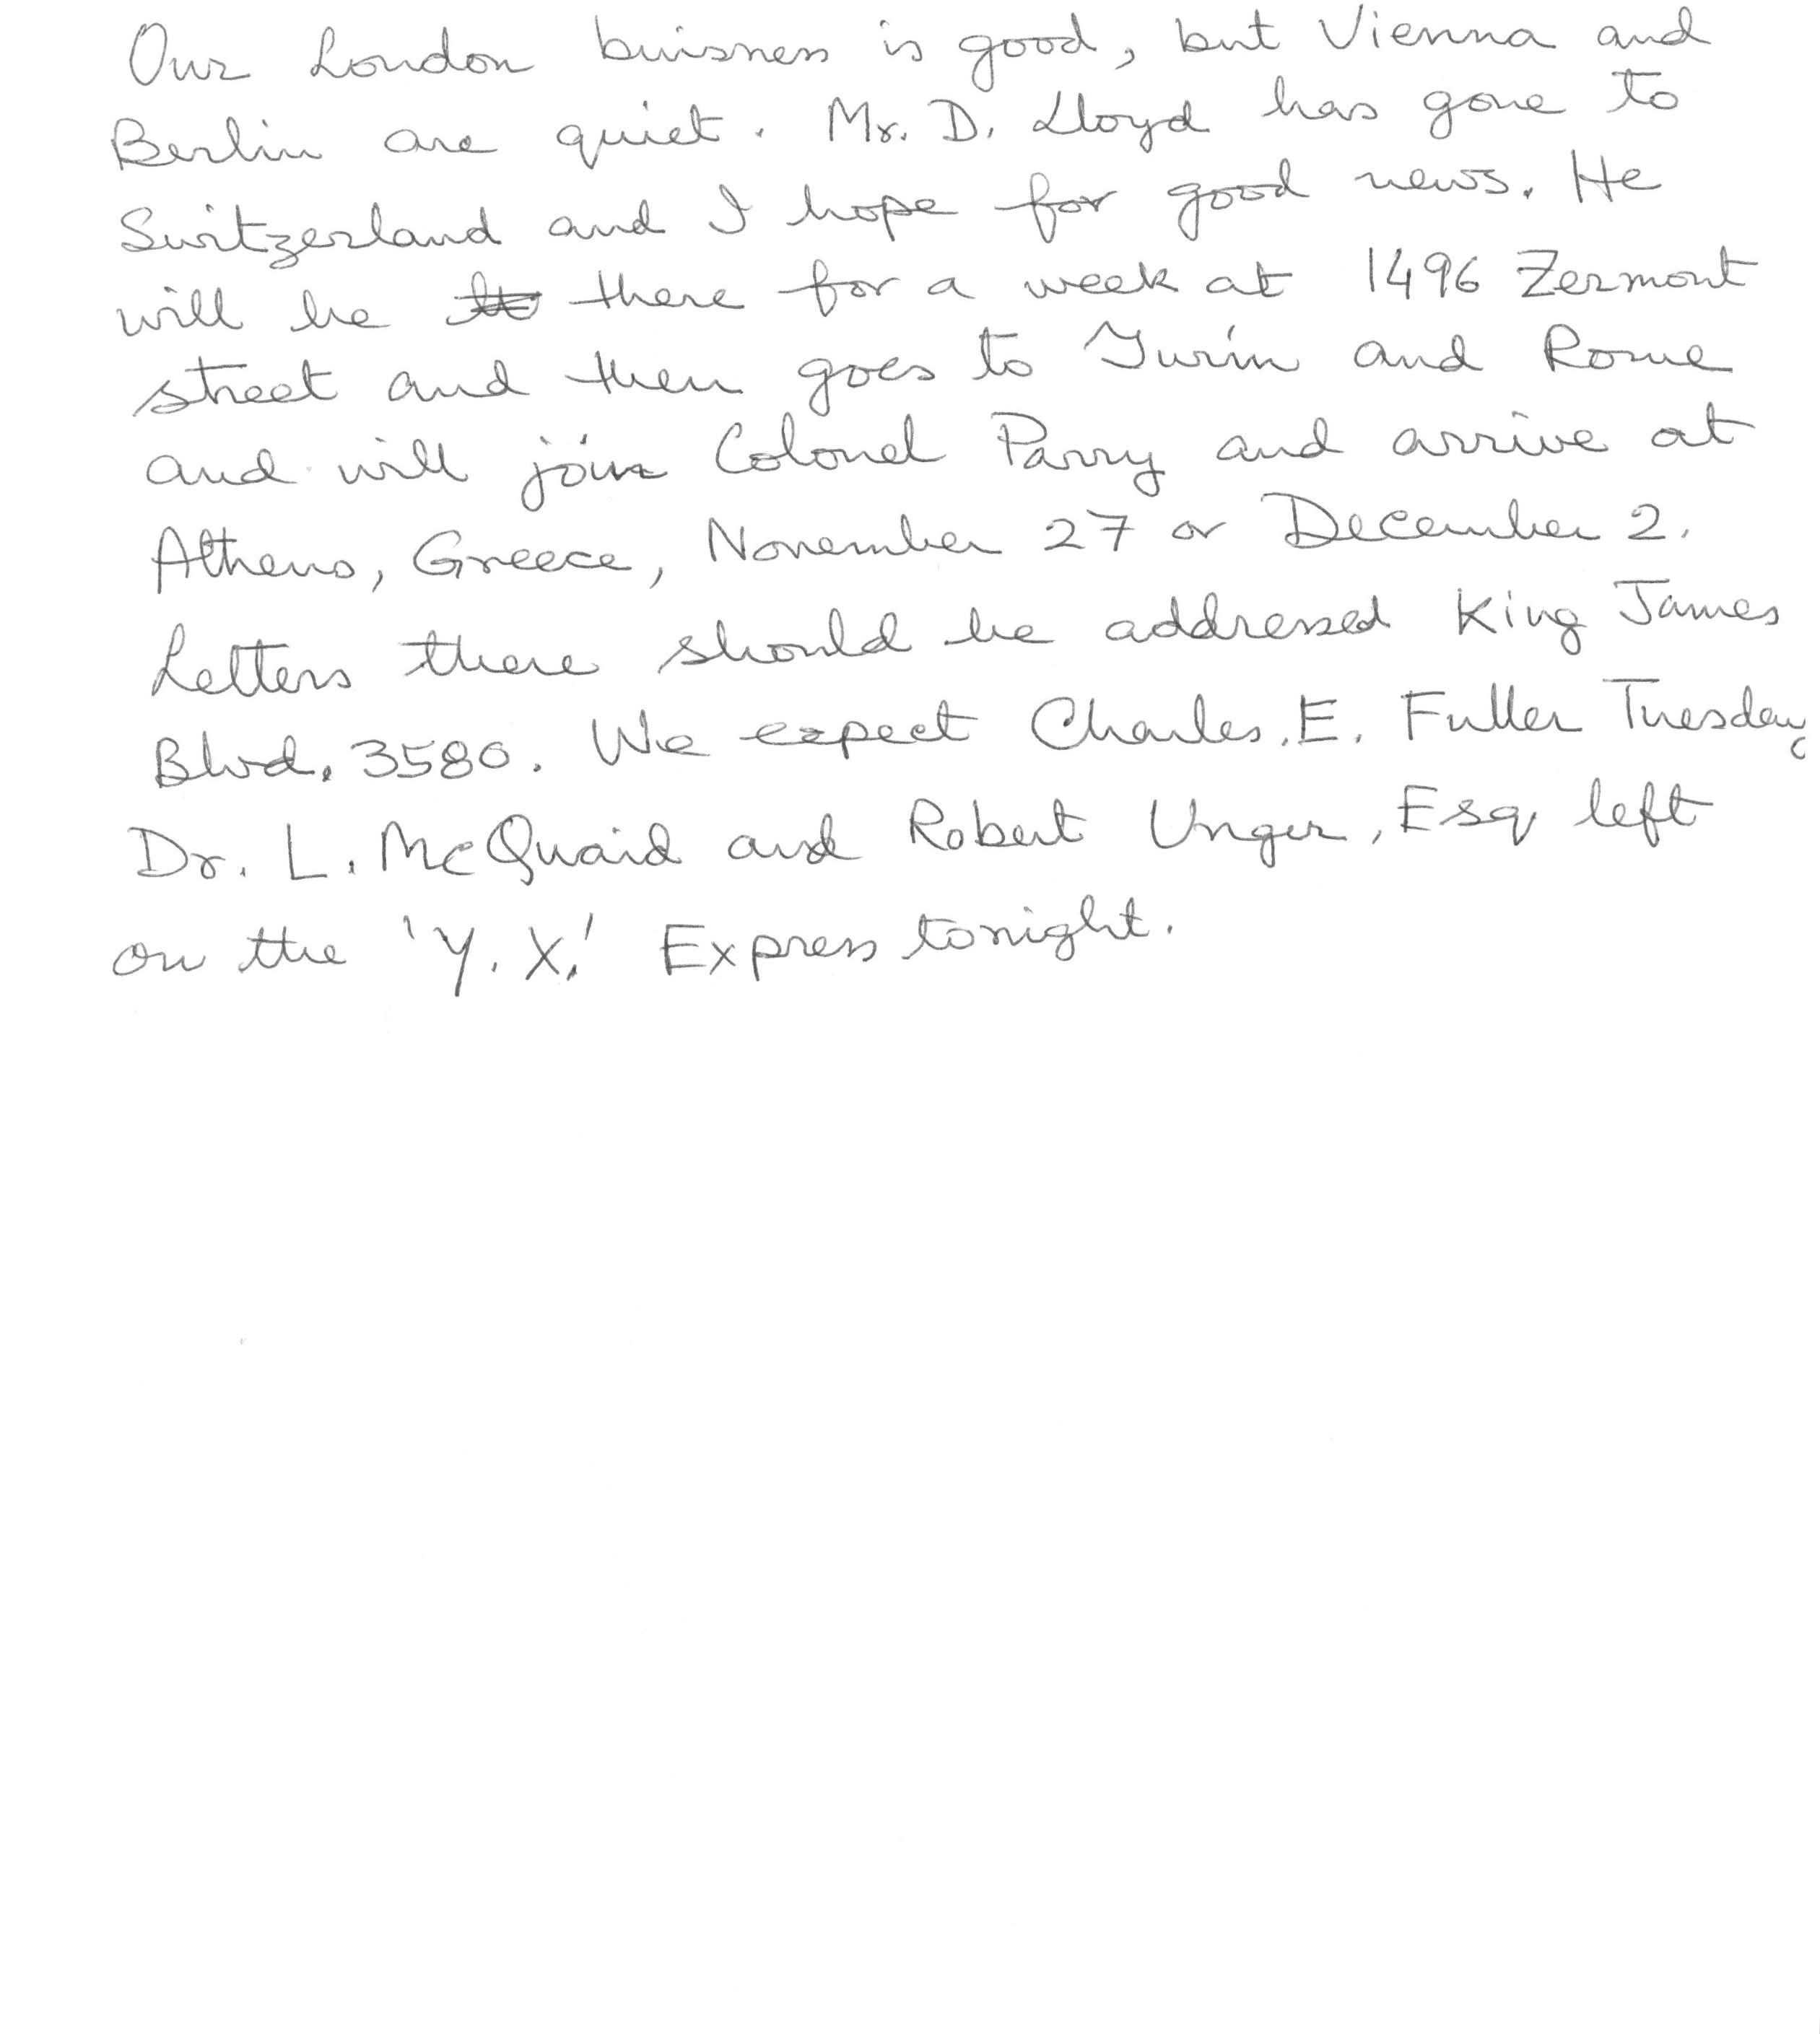 Our London buisness is good, but Vienna and
Berlin are quiet. Mr. D. Lloyd has gone to
Switzerland and I hope for good news. He
will be there for a week at 1496 Zermont
street and then goes to Turin and Rome
and will join Colonel Parry and arrive at
Athens, Greece, November 27 or December 2.
Letters there should be addressed King James
Blvd. 3580. We expect Charles. E. Fuller Tuesday
Dr. L. McQuaid and Robert Unger, Esq left
on the 'Y. X.' Express tonight.